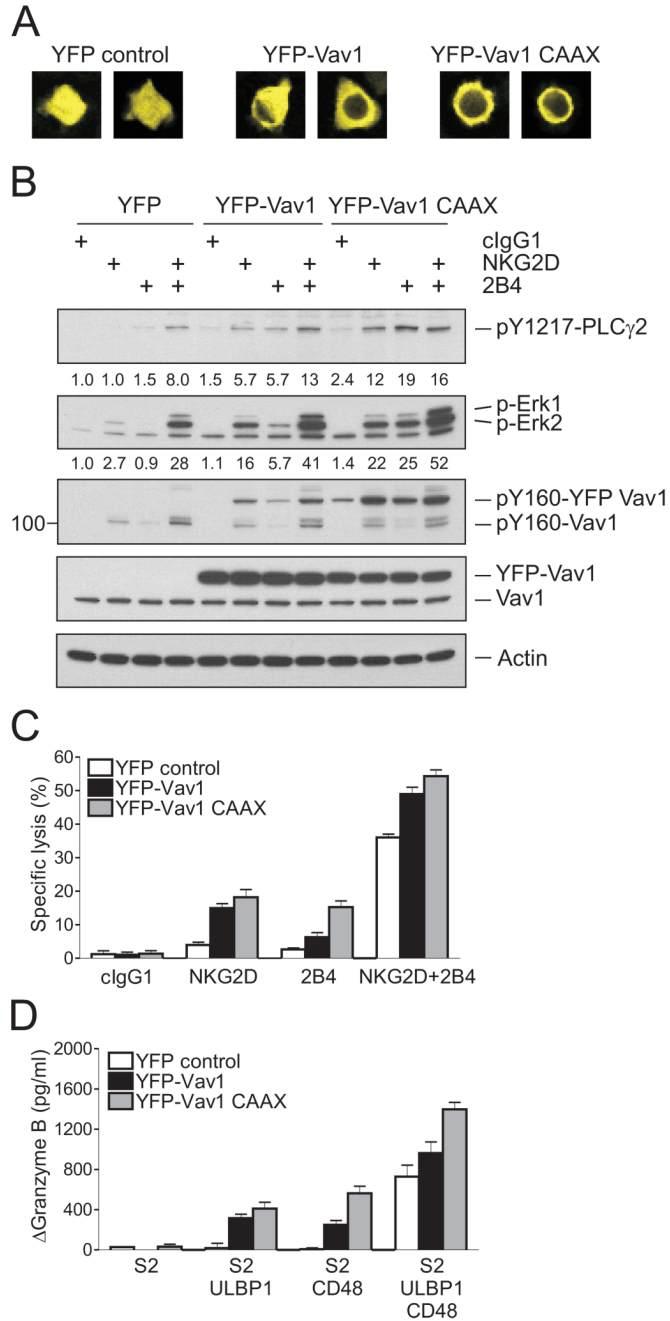 A
YFP control YFP-Vav1 YFP-Vav1 CAAX
B
YFP YFP-Vav1 YFP-Vav1 CAAX
+ + + cIgG1
+ + + + + + NKG2D
+ + + + + + 2B4
pY1217-PLCγ2
1.0 1.0 1.5 8.0 1.5 5.7 5.7 13 2.4 12 19 16
p-Erk1
p-Erk2
1.0 2.7 0.9 28 1.1 16 5.7 41 1.4 22 25 52
pY160-YFP Vav1
100 pY160-Vav1
YFP-Vav1
Vav1
Actin
C
60
50
40
30
20
10
0
Specific lysis (%)
YFP control
YFP-Vav1
YFP-Vav1 CAAX
cIgG1 NKG2D 2B4 NKG2D+2B4
D
2000
1600
1200
800
400
0
ΔGranzyme B (pg/ml)
YFP control
YFP-Vav1
YFP-Vav1 CAAX
S2 S2 S2 S2
ULBP1 CD48 ULBP1
CD48